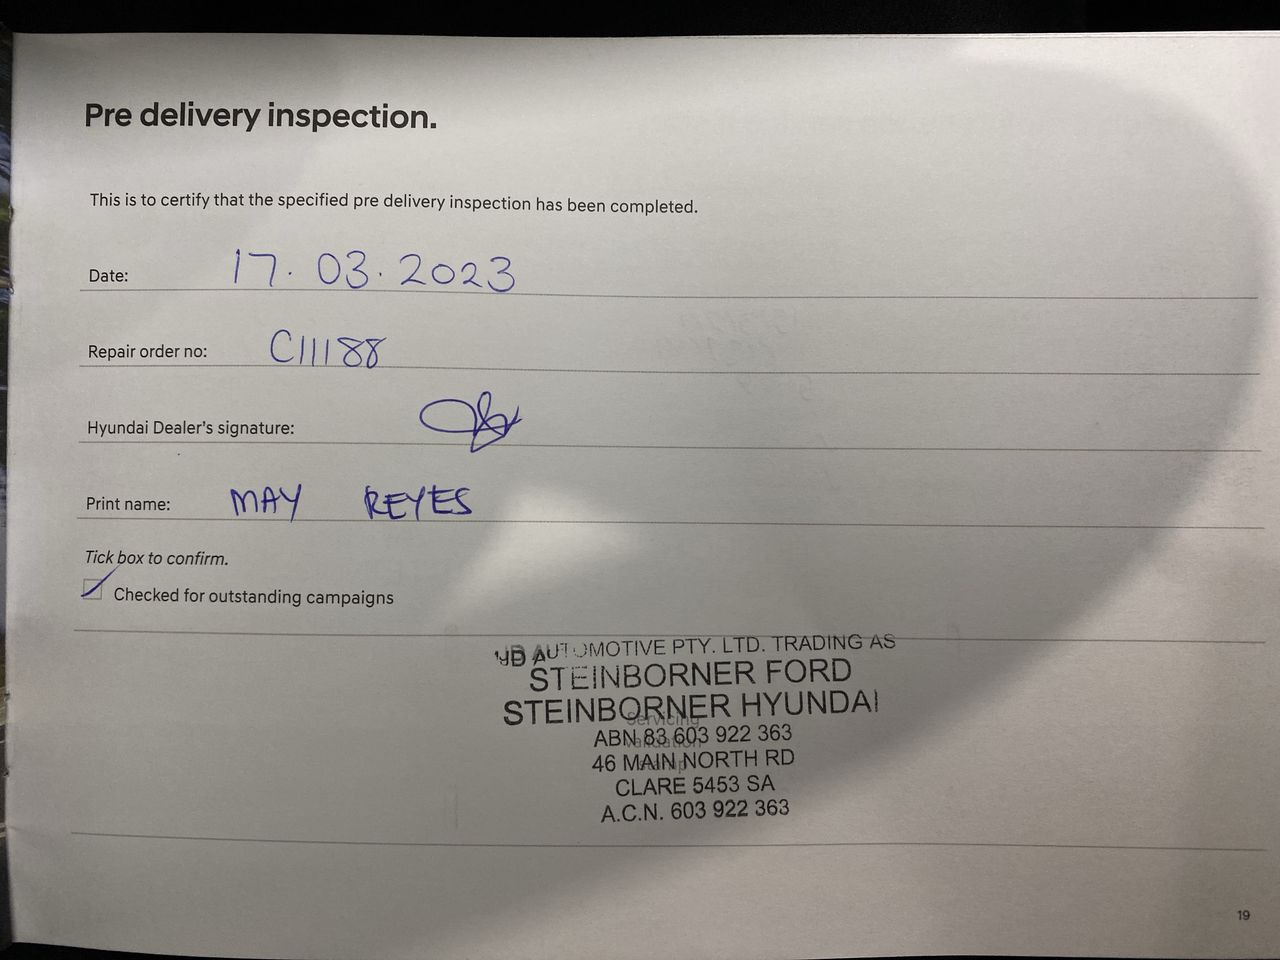 Pre delivery inspection.
This is to certify that the specified pre delivery inspection has been completed.
Date: 17.03.2023
Repair order no: C11188
Hyundai Dealer's signature:
Print name: MAY REYES
Tick box to confirm.
Checked for outstanding campaigns
AUTOMOTIVE PTY. LTD. TRADING AS
STEINBORNER FORD
STEINBORNER HYUNDAI
Servicing
ABN 83 603 922 363
validation
46 MAIN NORTH RD
stamp
CLARE 5453 SA
A.C.N. 603 922 363
19